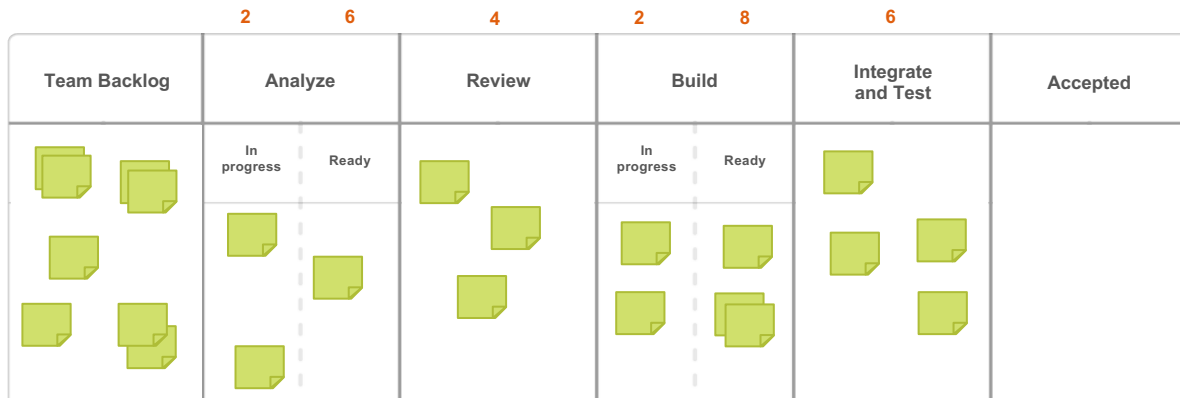 2 6 4 2 8 6
Team Backlog Analyze Review Build Integrate and Test Accepted
In progress Ready In progress Ready